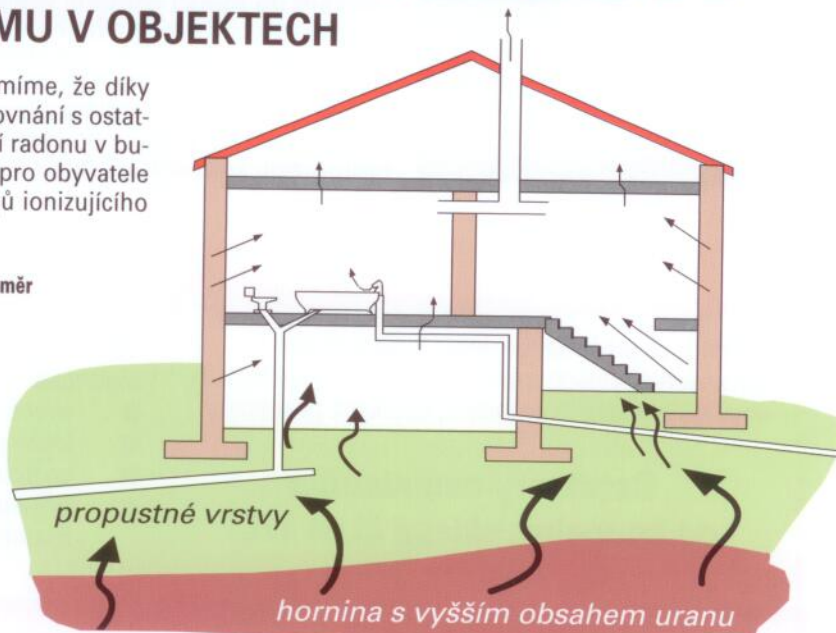 MU V OBJEKTECH
míme, že díky
ovnání s ostat-
í radonu v bu-
pro obyvatele
ů ionizujícího
měr
propustné vrstvy
hornina s vyšším obsahem uranu